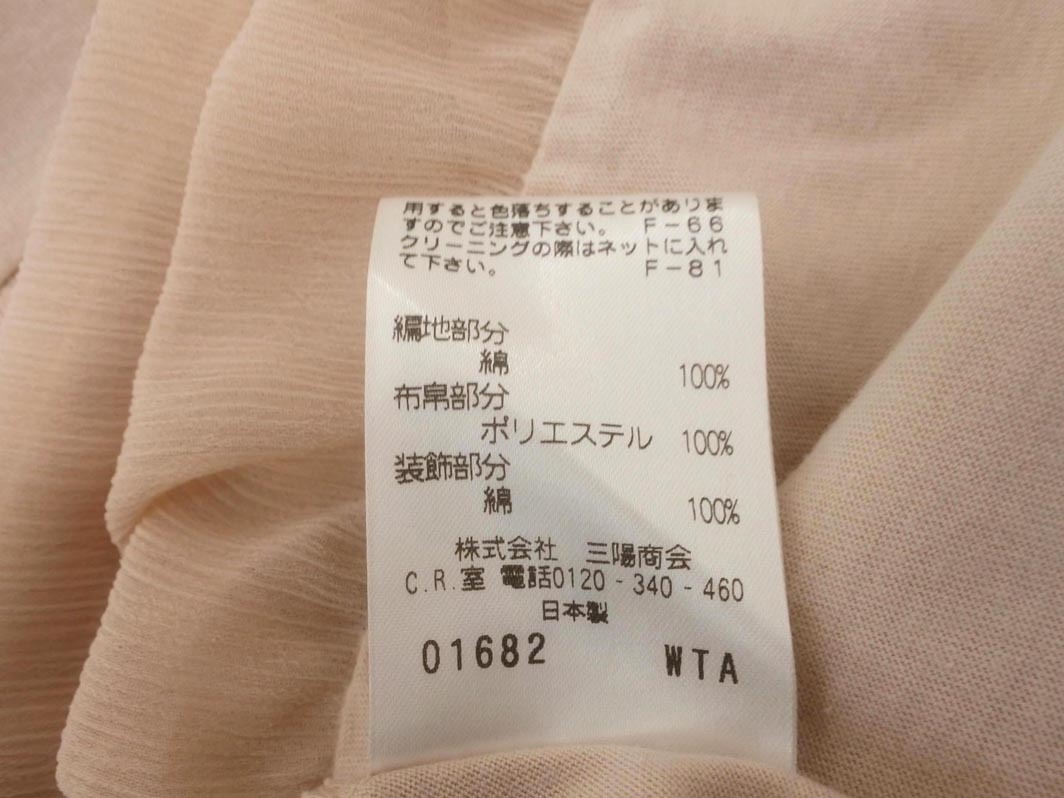 用すると色落ちすることがありま
すのでご注意下さい。 F-66
クリーニングの際はネットに入れ
て下さい。 F-81
編地部分
綿 100%
布帛部分
ポリエステル 100%
装飾部分
綿 100%
株式会社 三陽商会
C.R.室 電話0120-340-460
日本製
01682 WTA